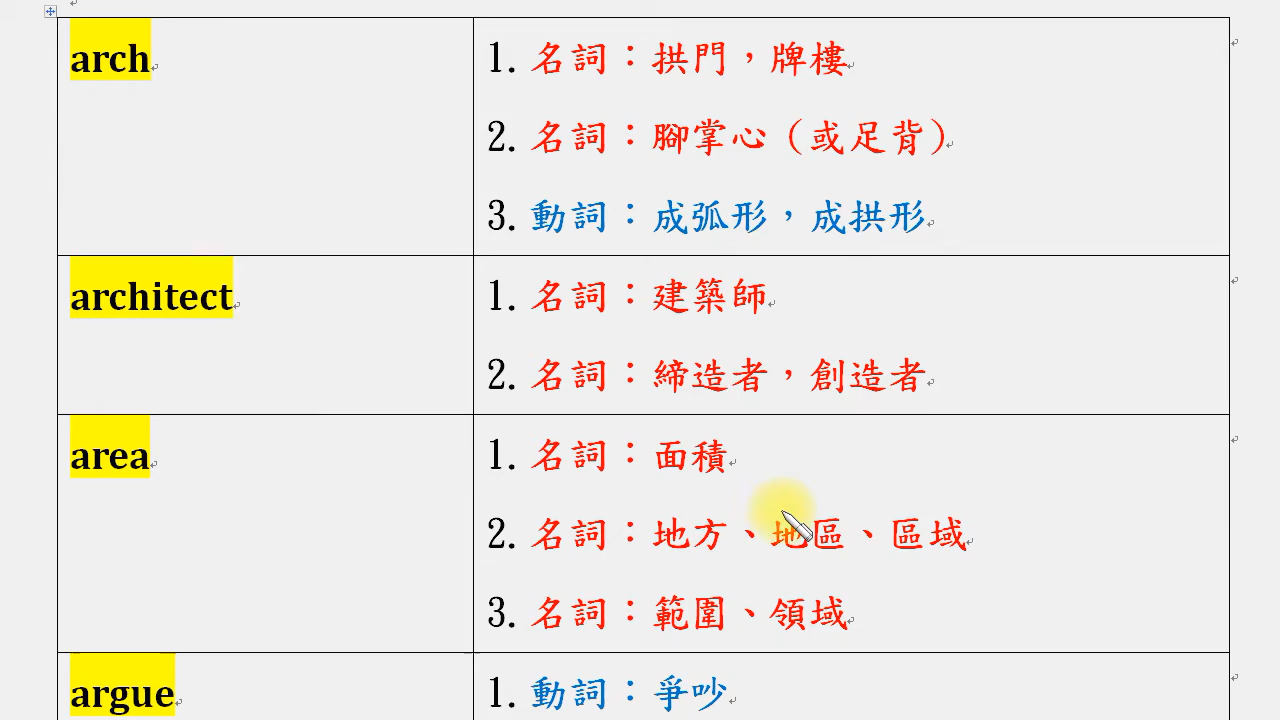 arch
1. 名詞：拱門，牌樓
2. 名詞：腳掌心（或足背）
3. 動詞：成弧形，成拱形
architect
1. 名詞：建築師
2. 名詞：締造者，創造者
area
1. 名詞：面積
2. 名詞：地方、地區、區域
3. 名詞：範圍、領域
argue
1. 動詞：爭吵